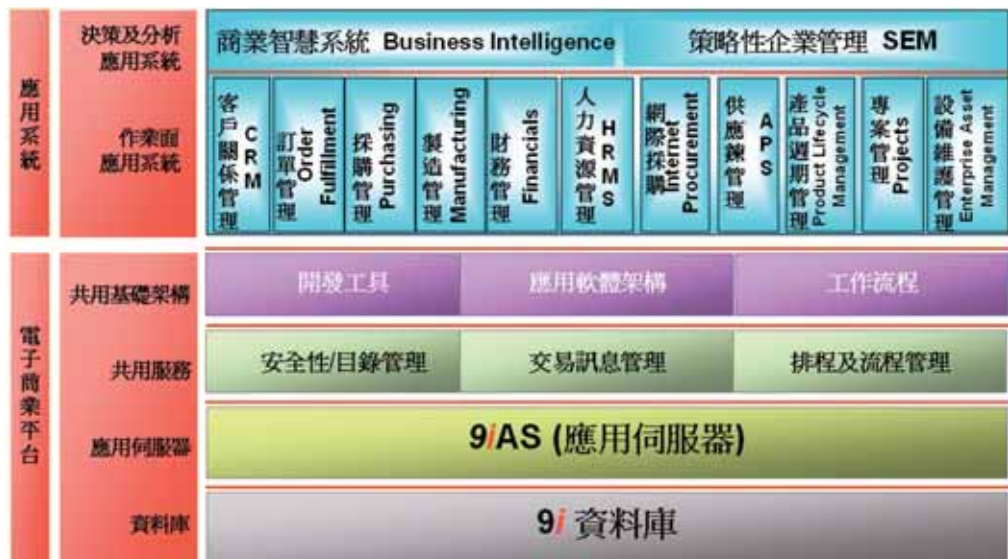 應用系統
決策及分析
應用系統
商業智慧系統 Business Intelligence
策略性企業管理 SEM
作業面
應用系統
客戶關係管理
CRM
訂單管理
Order
Fulfillment
採購管理
Purchasing
製造管理
Manufacturing
財務管理
Financials
人力資源管理
HRMS
網際採購
Internet
Procurement
供應鍊管理
APS
產品週期管理
Product Lifecycle
Management
專案管理
Projects
設備維護管理
Enterprise Asset
Management
電子商業平台
共用基礎架構
開發工具
應用軟體架構
工作流程
共用服務
安全性/目錄管理
交易訊息管理
排程及流程管理
應用伺服器
9iAS (應用伺服器)
資料庫
9i 資料庫